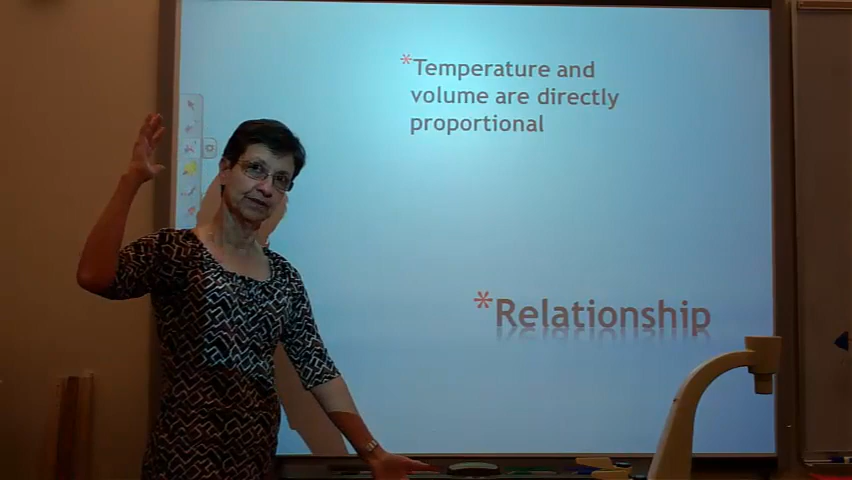 *Temperature and
volume are directly
proportional
*Relationship